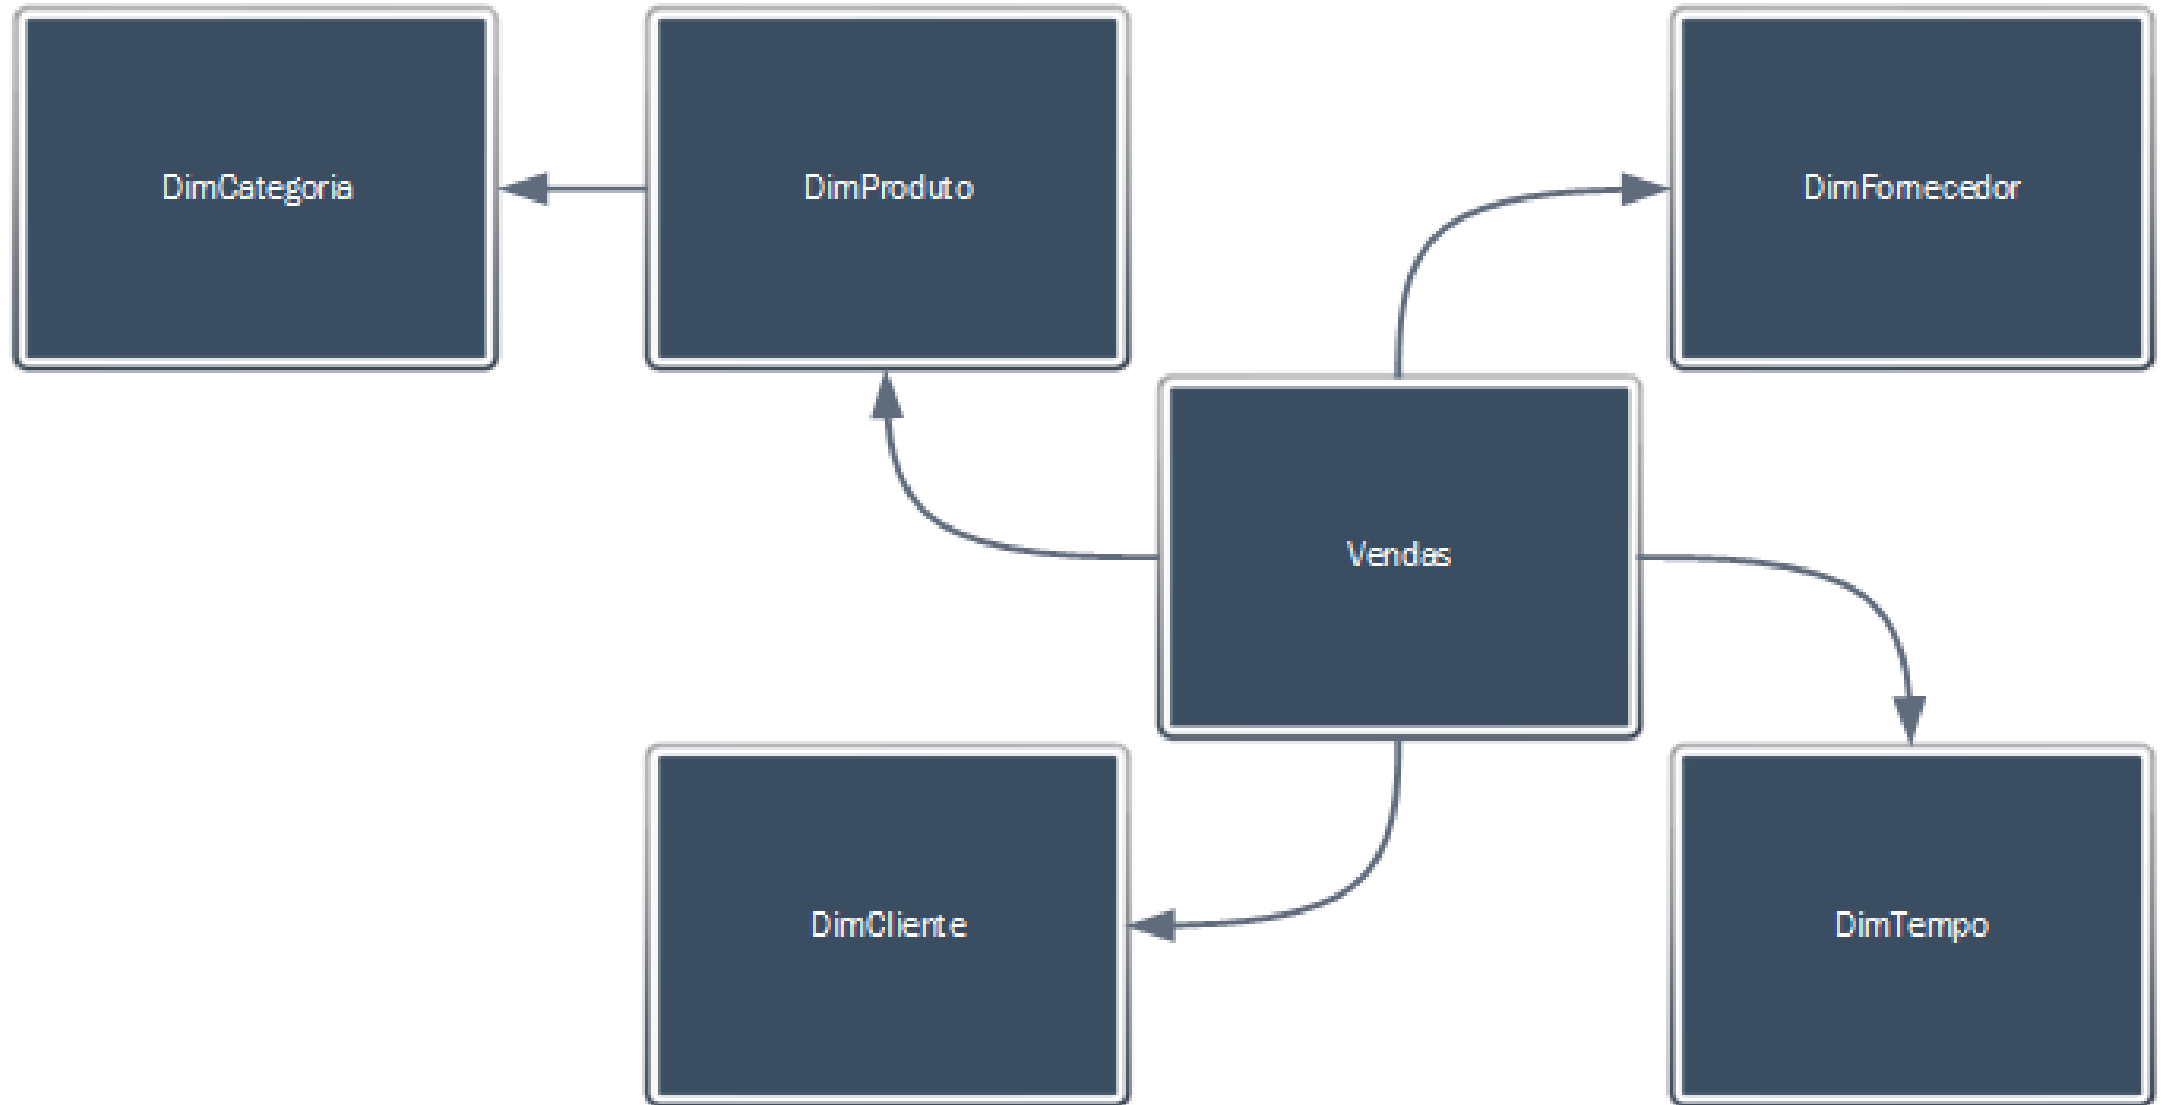 DimCategoria
DimProduto
DimFornecedor
Vendas
DimCliente
DimTempo